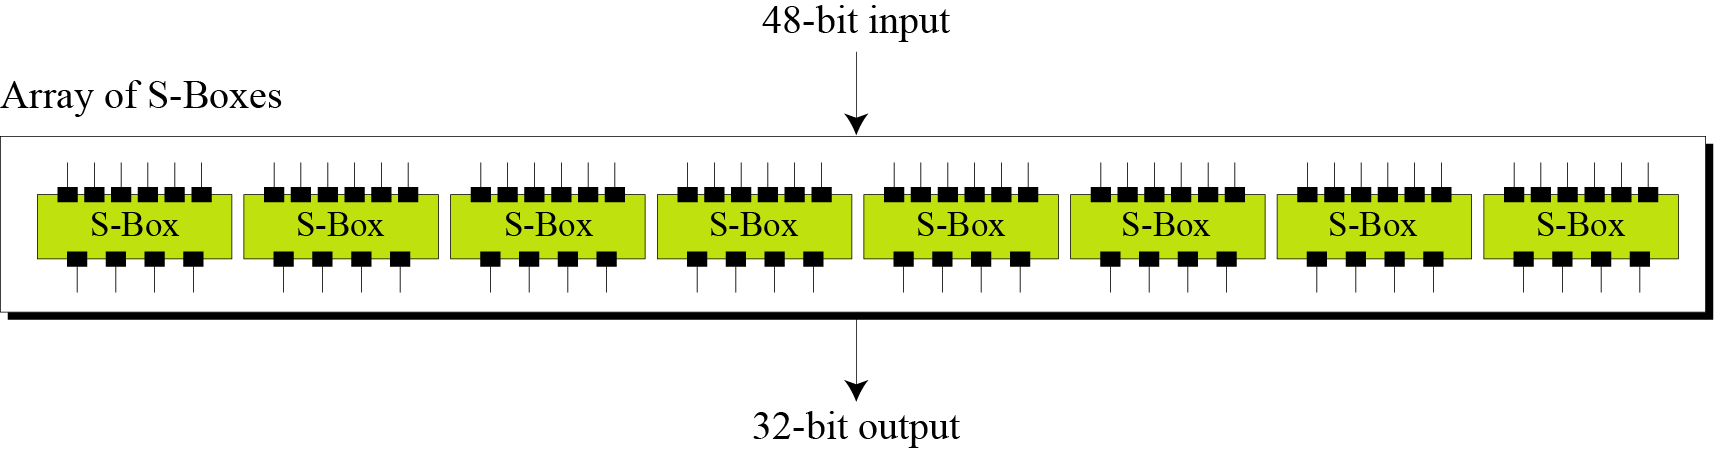 48-bit input
Array of S-Boxes
S-Box S-Box S-Box S-Box S-Box S-Box S-Box S-Box
32-bit output